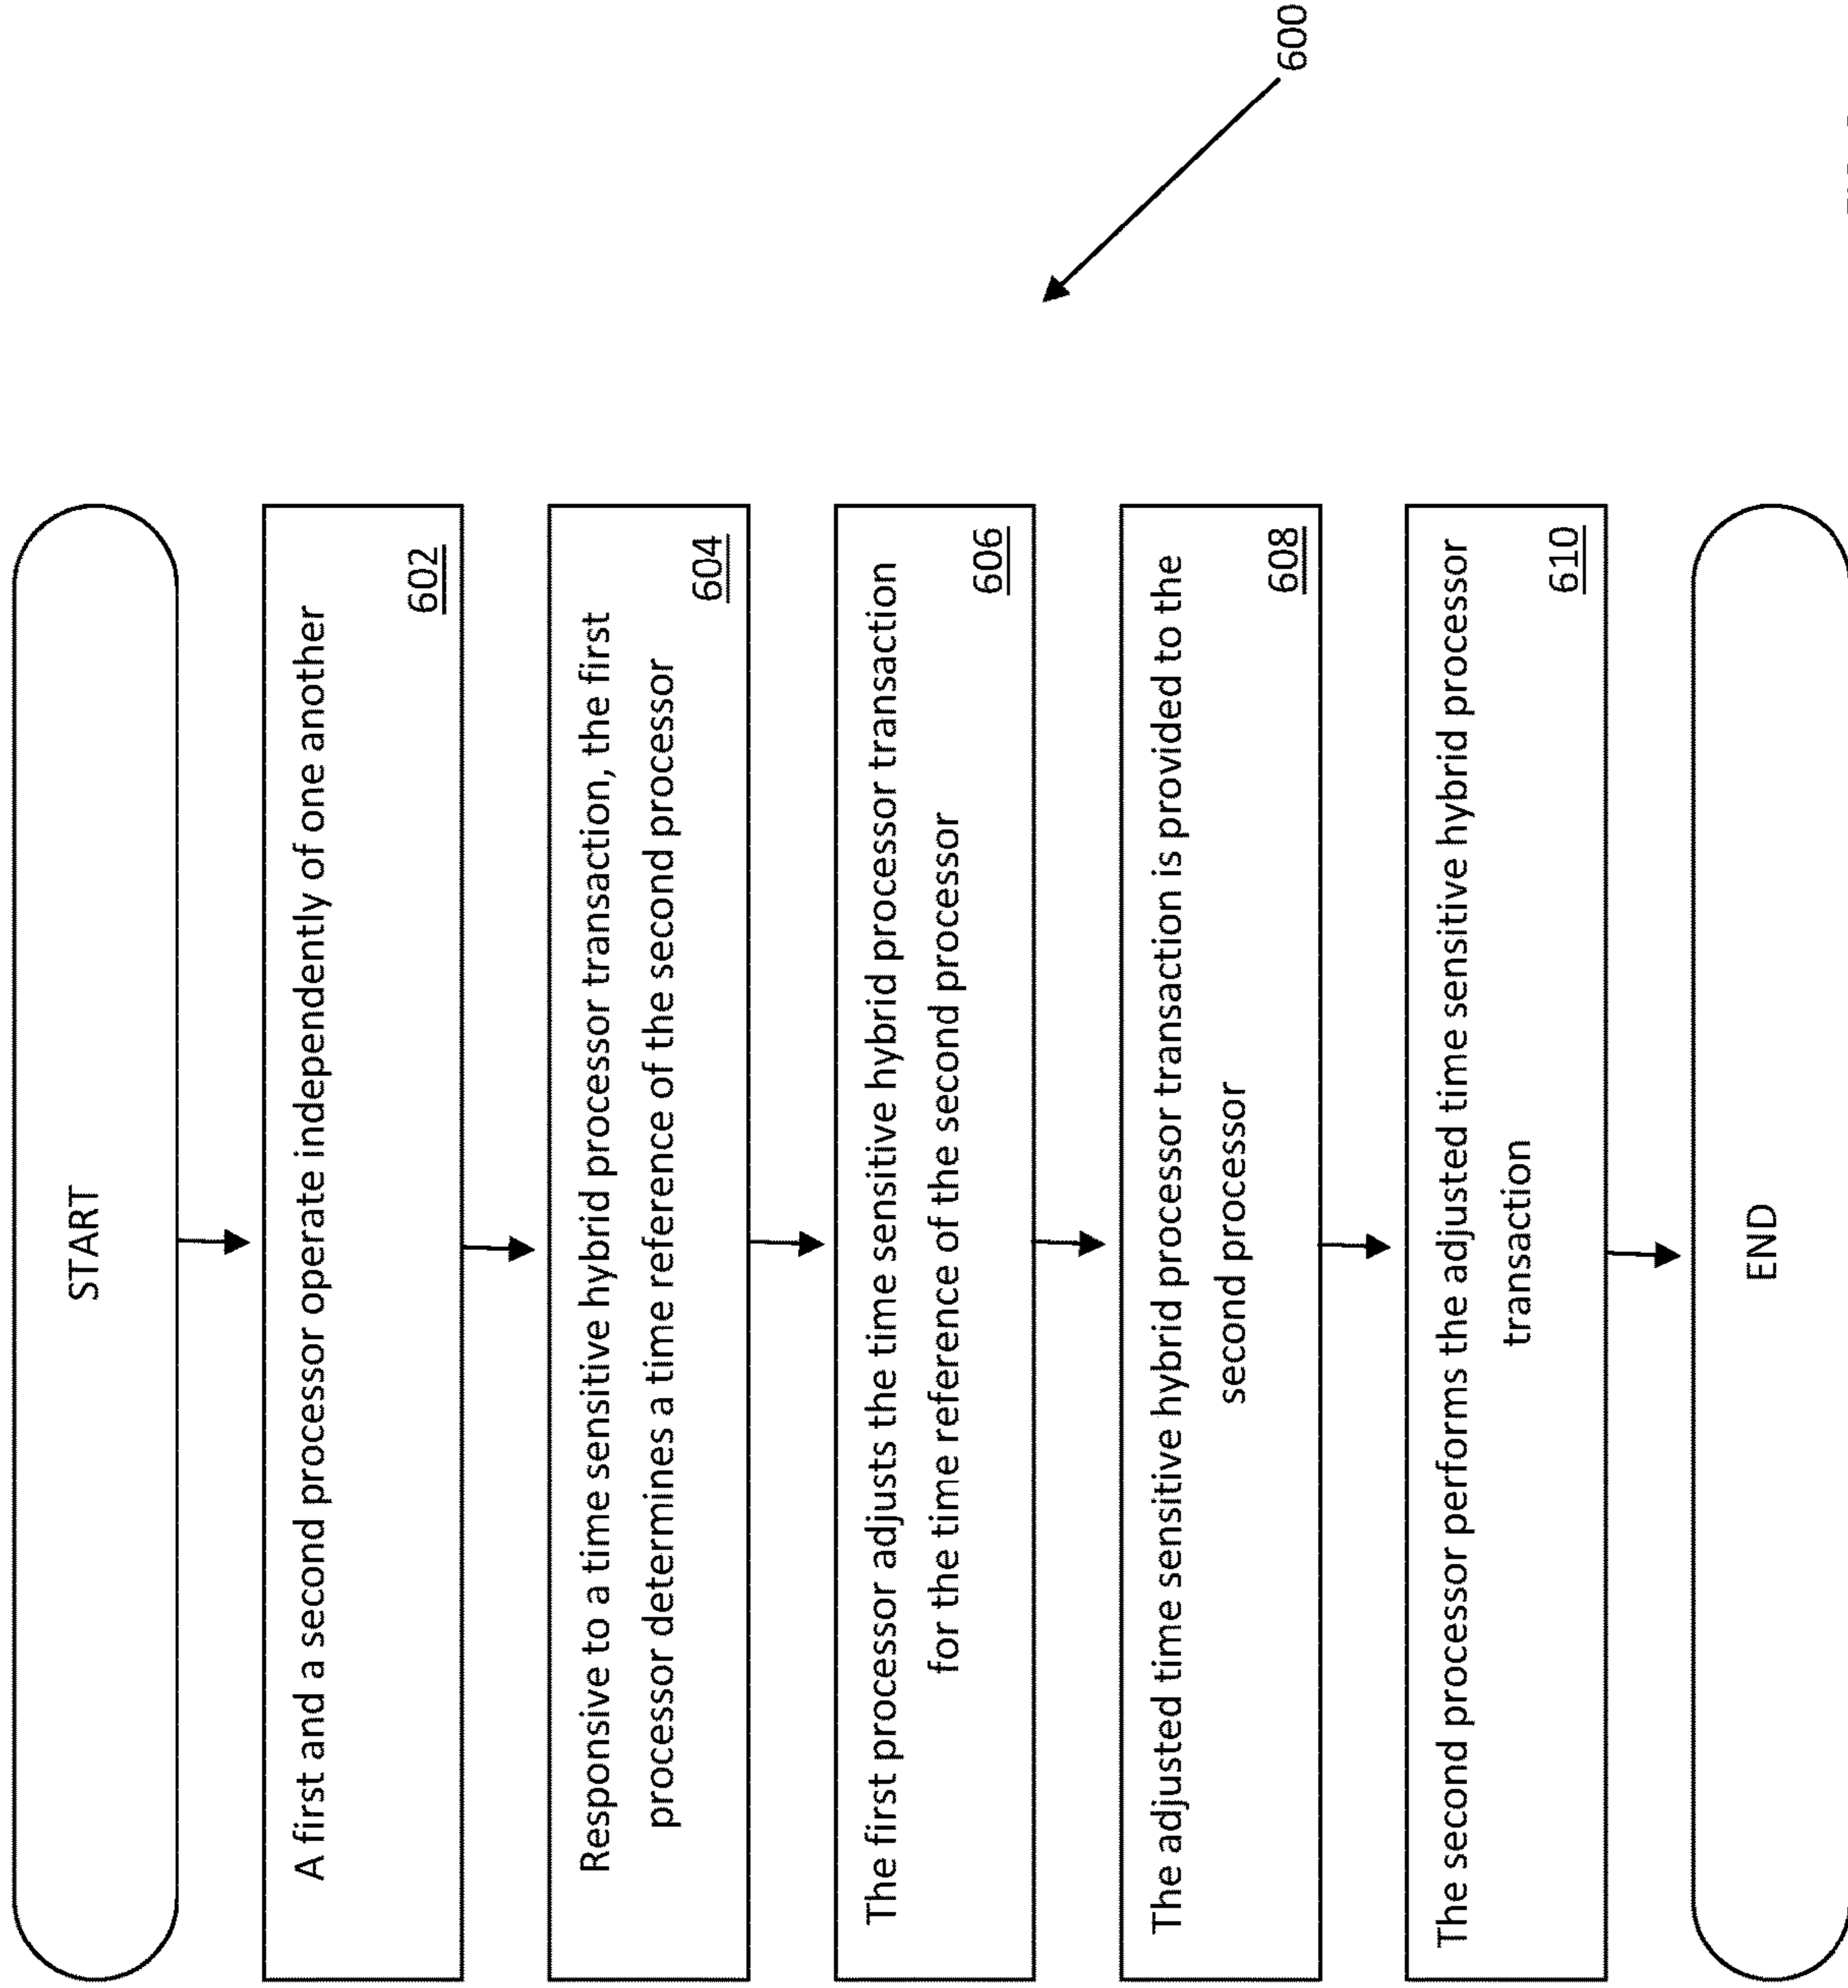 START
A first and a second processor operate independently of one another
602
Responsive to a time sensitive hybrid processor transaction, the first
processor determines a time reference of the second processor
604
The first processor adjusts the time sensitive hybrid processor transaction
for the time reference of the second processor
606
The adjusted time sensitive hybrid processor transaction is provided to the
second processor
608
The second processor performs the adjusted time sensitive hybrid processor
transaction
610
END
600